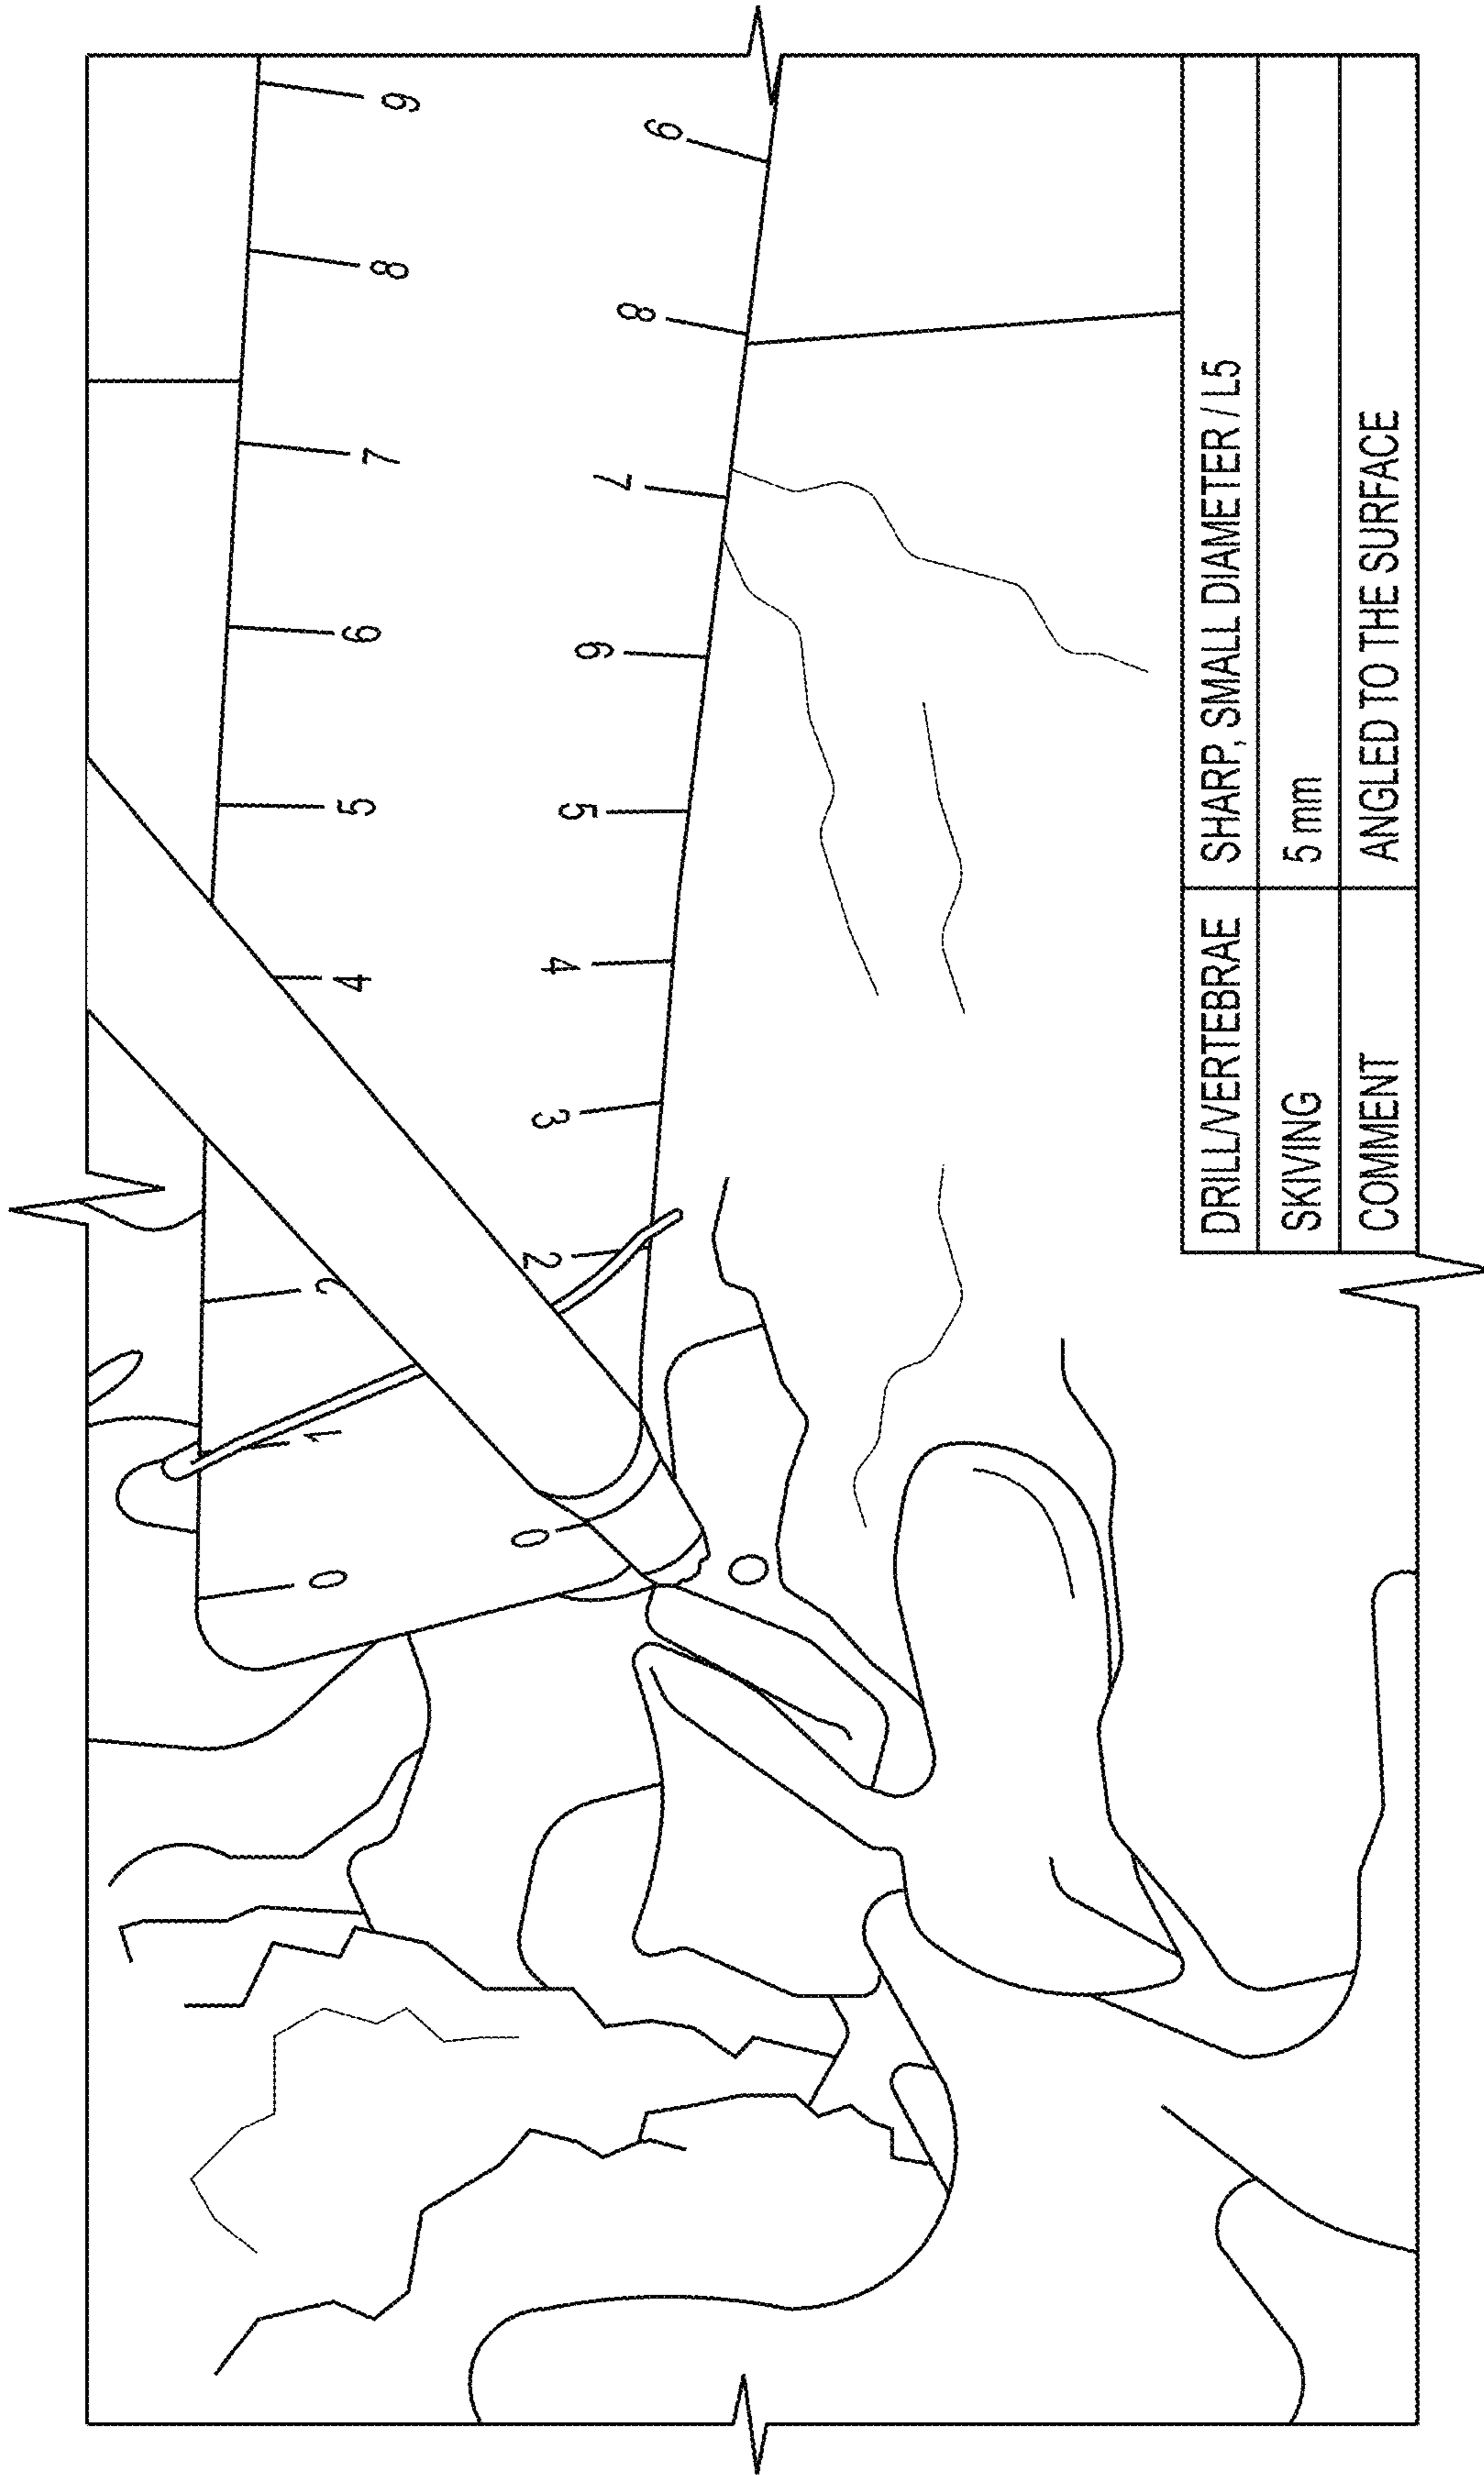 0 1 2 4 5 6 7 8 9
0 2 3 4 5 6 7 8 9
DRILL/VERTEBRAE SHARP, SMALL DIAMETER / L5
SKIVING 5 mm
COMMENT ANGLED TO THE SURFACE